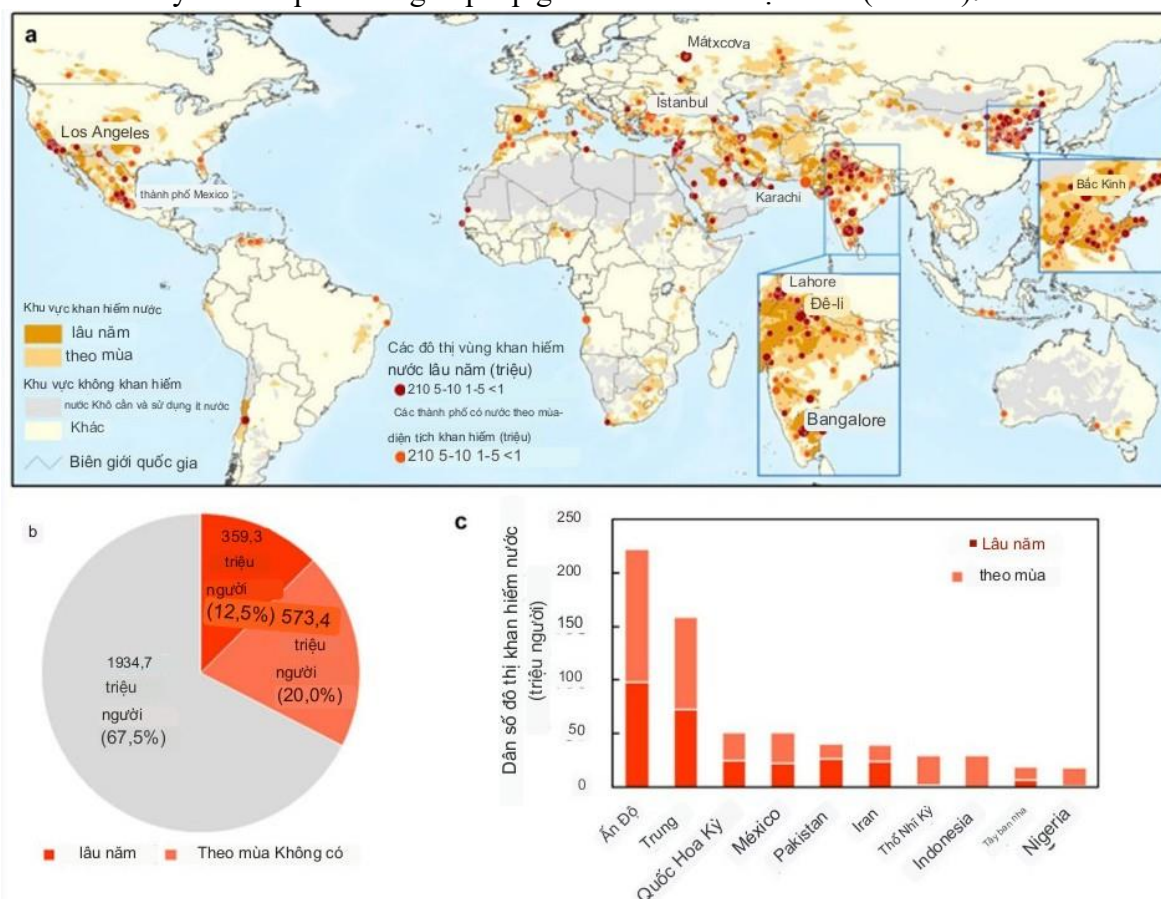 a
Mátxcova
Istanbul
Los Angeles
thành phố Mexico
Karachi
Bắc Kinh
Lahore
Đê-li
Bangalore
Khu vực khan hiếm nước
lâu năm
theo mùa
Khu vực không khan hiếm
nước Khô cằn và sử dụng ít nước
Khác
Biên giới quốc gia
Các đô thị vùng khan hiếm
nước lâu năm (triệu)
210 5-10 1-5 <1
Các thành phố có nước theo mùa-
diện tích khan hiếm (triệu)
210 5-10 1-5 <1
b
359,3
triệu
người
(12,5%) 573,4
triệu
người
(20,0%)
1934,7
triệu
người
(67,5%)
lâu năm
Theo mùa Không có
c
Dân số đô thị khan hiếm nước
(triệu người)
250
200
150
100
50
0
Lâu năm
theo mùa
Ấn Độ
Trung
Quốc Hoa Kỳ
México
Pakistan
Iran
Thổ Nhĩ Kỳ
Indonesia
Tây ban nha
Nigeria